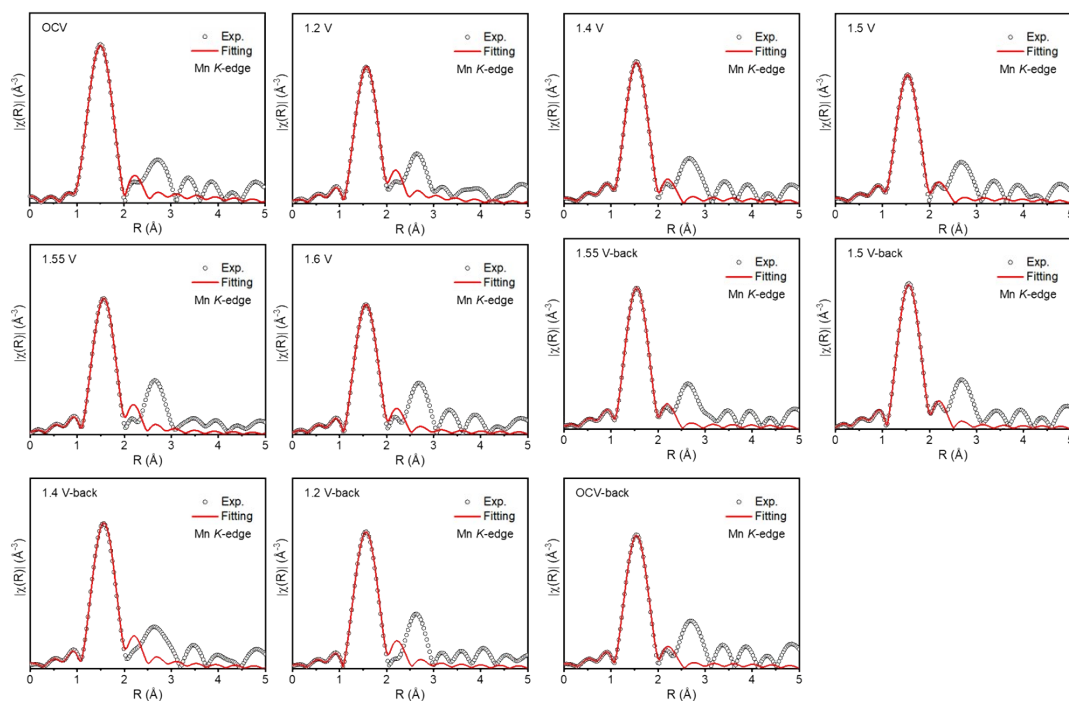 OCV
Exp.
Fitting
Mn K-edge
|χ(R)| (Å⁻³)
0 1 2 3 4 5
R (Å)
1.2 V
Exp.
Fitting
Mn K-edge
|χ(R)| (Å⁻³)
0 1 2 3 4 5
R (Å)
1.4 V
Exp.
Fitting
Mn K-edge
|χ(R)| (Å⁻³)
0 1 2 3 4 5
R (Å)
1.5 V
Exp.
Fitting
Mn K-edge
|χ(R)| (Å⁻³)
0 1 2 3 4 5
R (Å)
1.55 V
Exp.
Fitting
Mn K-edge
|χ(R)| (Å⁻³)
0 1 2 3 4 5
R (Å)
1.6 V
Exp.
Fitting
Mn K-edge
|χ(R)| (Å⁻³)
0 1 2 3 4 5
R (Å)
1.55 V-back
Exp.
Fitting
Mn K-edge
|χ(R)| (Å⁻³)
0 1 2 3 4 5
R (Å)
1.5 V-back
Exp.
Fitting
Mn K-edge
|χ(R)| (Å⁻³)
0 1 2 3 4 5
R (Å)
1.4 V-back
Exp.
Fitting
Mn K-edge
|χ(R)| (Å⁻³)
0 1 2 3 4 5
R (Å)
1.2 V-back
Exp.
Fitting
Mn K-edge
|χ(R)| (Å⁻³)
0 1 2 3 4 5
R (Å)
OCV-back
Exp.
Fitting
Mn K-edge
|χ(R)| (Å⁻³)
0 1 2 3 4 5
R (Å)